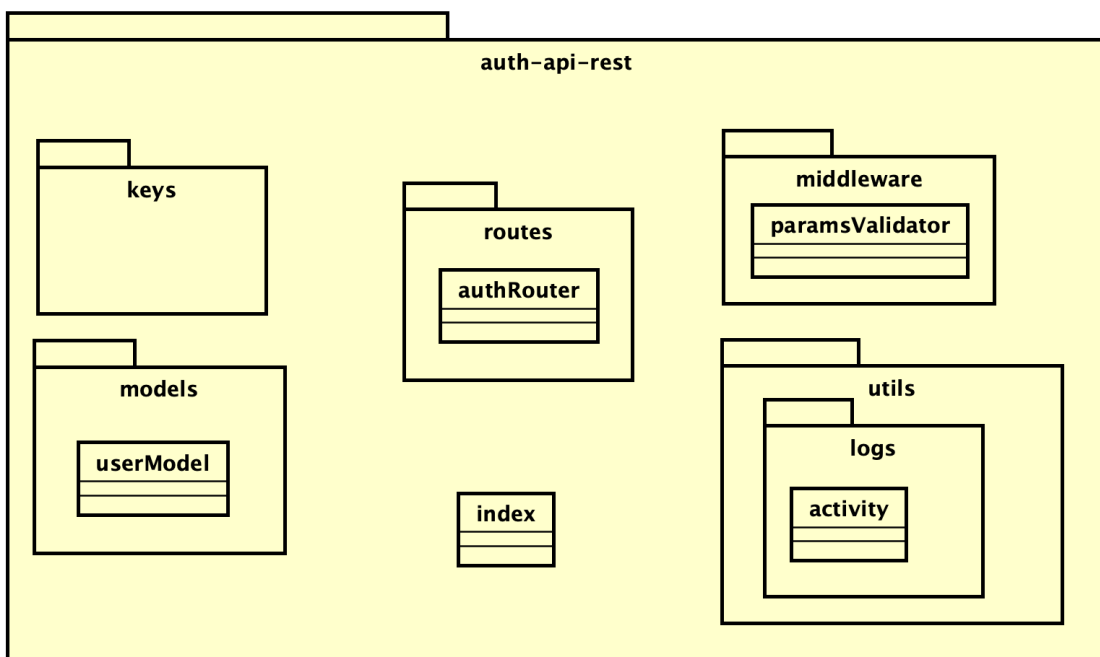 auth-api-rest
keys
routes
authRouter
middleware
paramsValidator
models
userModel
index
utils
logs
activity